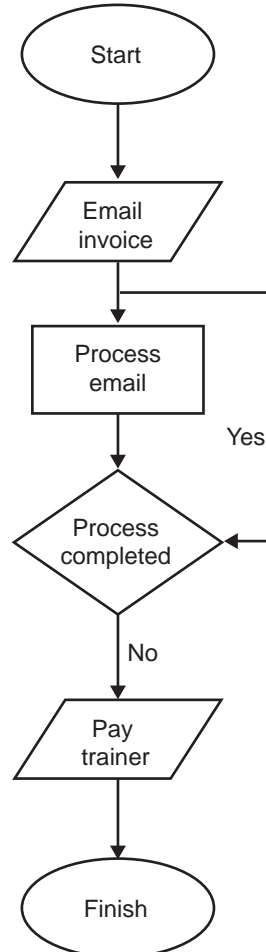 Start
Email
invoice
Process
email
Yes
Process
completed
No
Pay
trainer
Finish